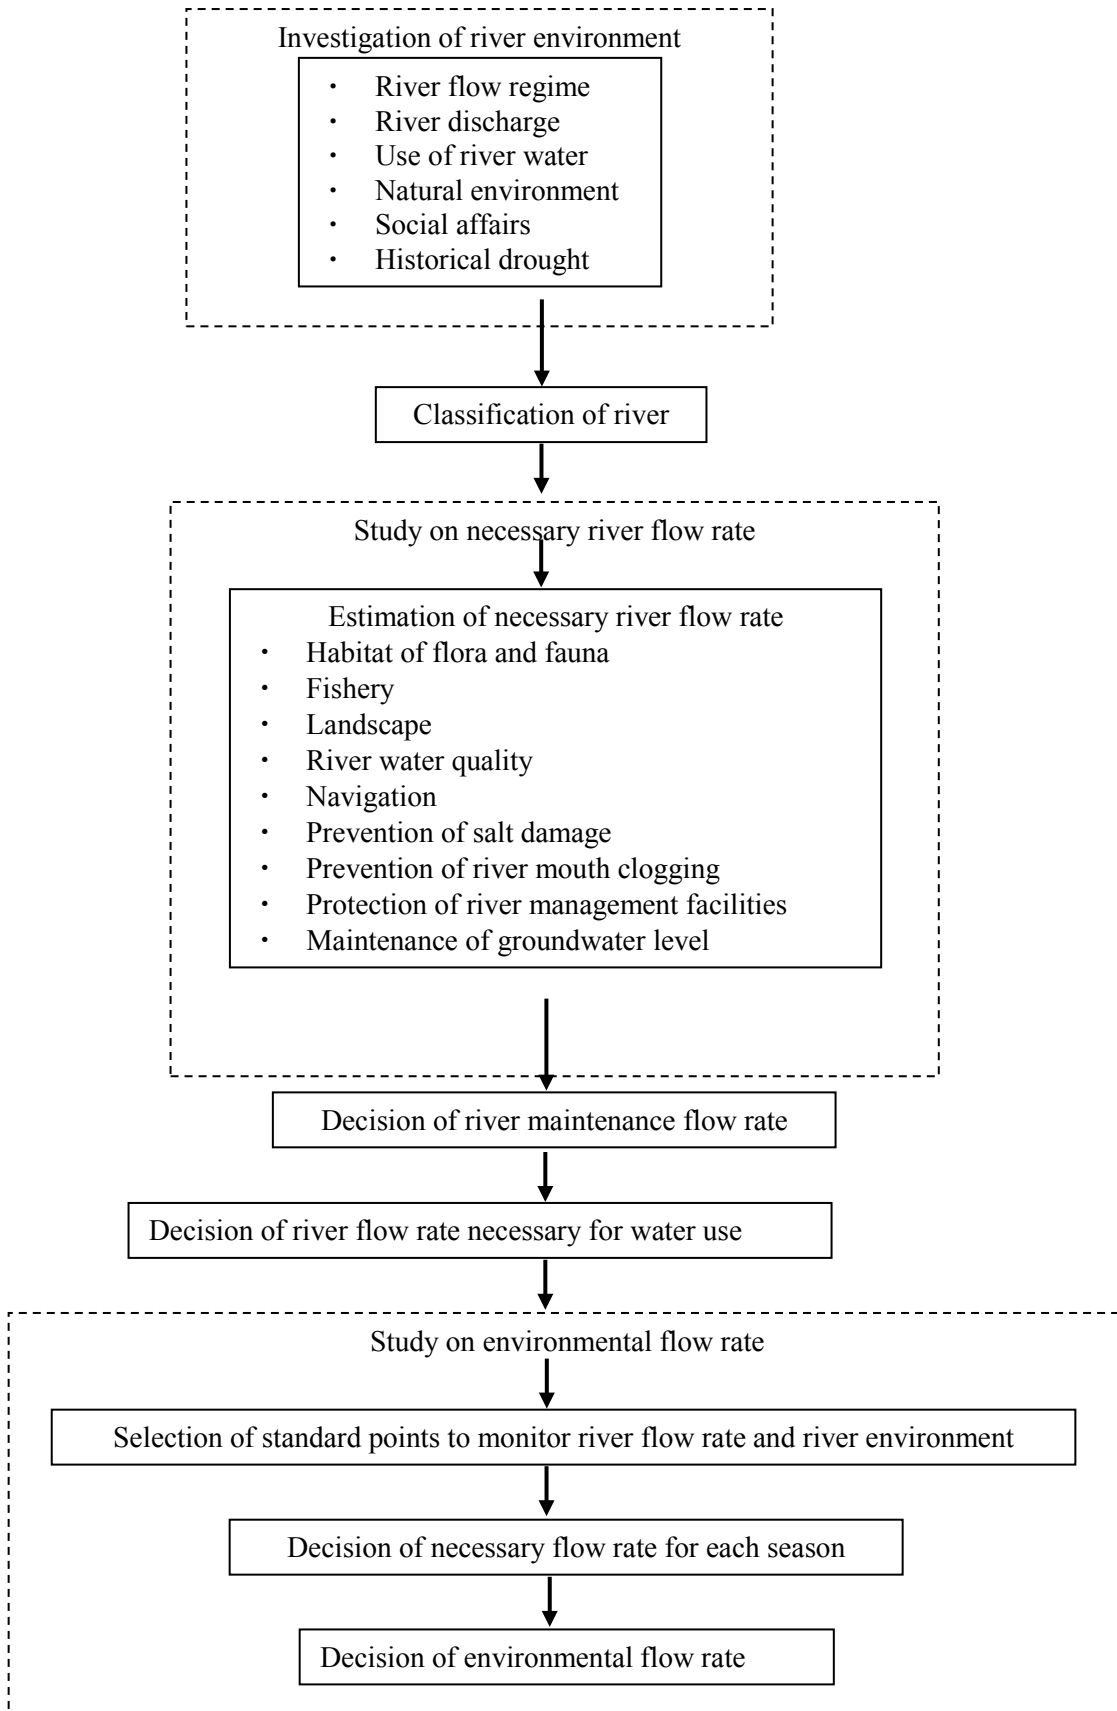 Investigation of river environment
・ River flow regime
・ River discharge
・ Use of river water
・ Natural environment
・ Social affairs
・ Historical drought
Classification of river
Study on necessary river flow rate
Estimation of necessary river flow rate
・ Habitat of flora and fauna
・ Fishery
・ Landscape
・ River water quality
・ Navigation
・ Prevention of salt damage
・ Prevention of river mouth clogging
・ Protection of river management facilities
・ Maintenance of groundwater level
Decision of river maintenance flow rate
Decision of river flow rate necessary for water use
Study on environmental flow rate
Selection of standard points to monitor river flow rate and river environment
Decision of necessary flow rate for each season
Decision of environmental flow rate